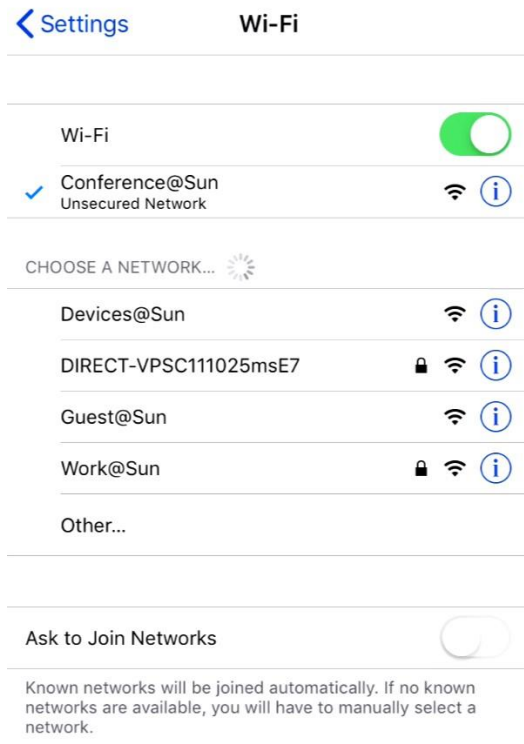 Settings
Wi-Fi
Wi-Fi
Conference@Sun
Unsecured Network
CHOOSE A NETWORK...
Devices@Sun
DIRECT-VPSC111025msE7
Guest@Sun
Work@Sun
Other...
Ask to Join Networks
Known networks will be joined automatically. If no known
networks are available, you will have to manually select a
network.